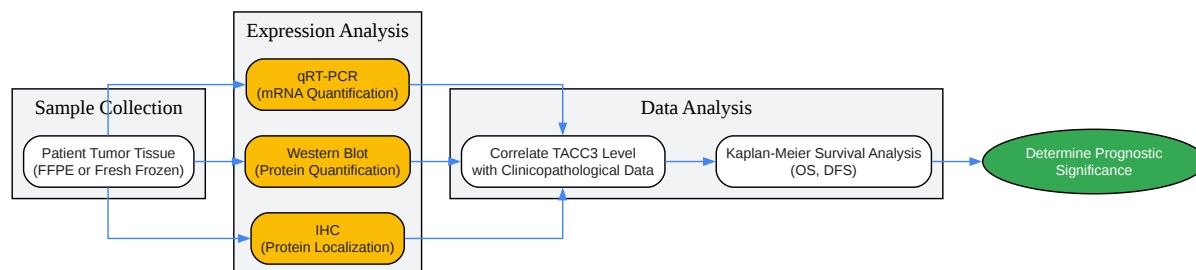 Sample Collection
Patient Tumor Tissue
(FFPE or Fresh Frozen)
Expression Analysis
qRT-PCR
(mRNA Quantification)
Western Blot
(Protein Quantification)
IHC
(Protein Localization)
Data Analysis
Correlate TACC3 Level
with Clinicopathological Data
Kaplan-Meier Survival Analysis
(OS, DFS)
Determine Prognostic
Significance